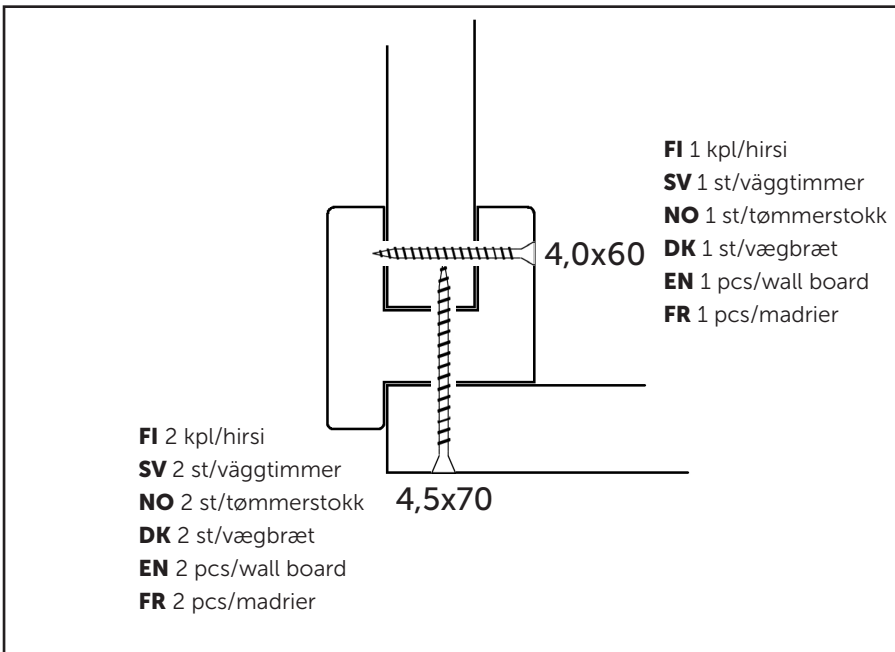 FI 1 kpl/hirsi
SV 1 st/väggtimmer
NO 1 st/tømmerstokk
DK 1 st/vægbræt
EN 1 pcs/wall board
FR 1 pcs/madrier
4,0x60
FI 2 kpl/hirsi
SV 2 st/väggtimmer
NO 2 st/tømmerstokk
DK 2 st/vægbræt
EN 2 pcs/wall board
FR 2 pcs/madrier
4,5x70